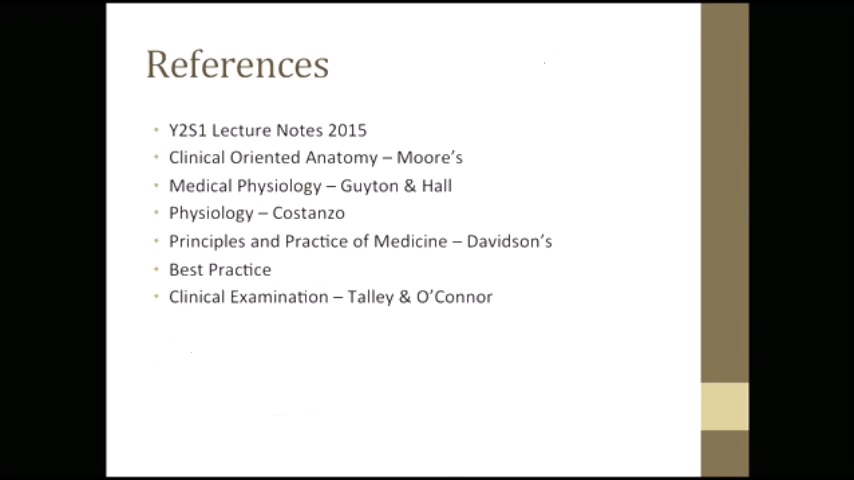 References
• Y2S1 Lecture Notes 2015
• Clinical Oriented Anatomy – Moore's
• Medical Physiology – Guyton & Hall
• Physiology – Costanzo
• Principles and Practice of Medicine – Davidson's
• Best Practice
• Clinical Examination – Talley & O'Connor